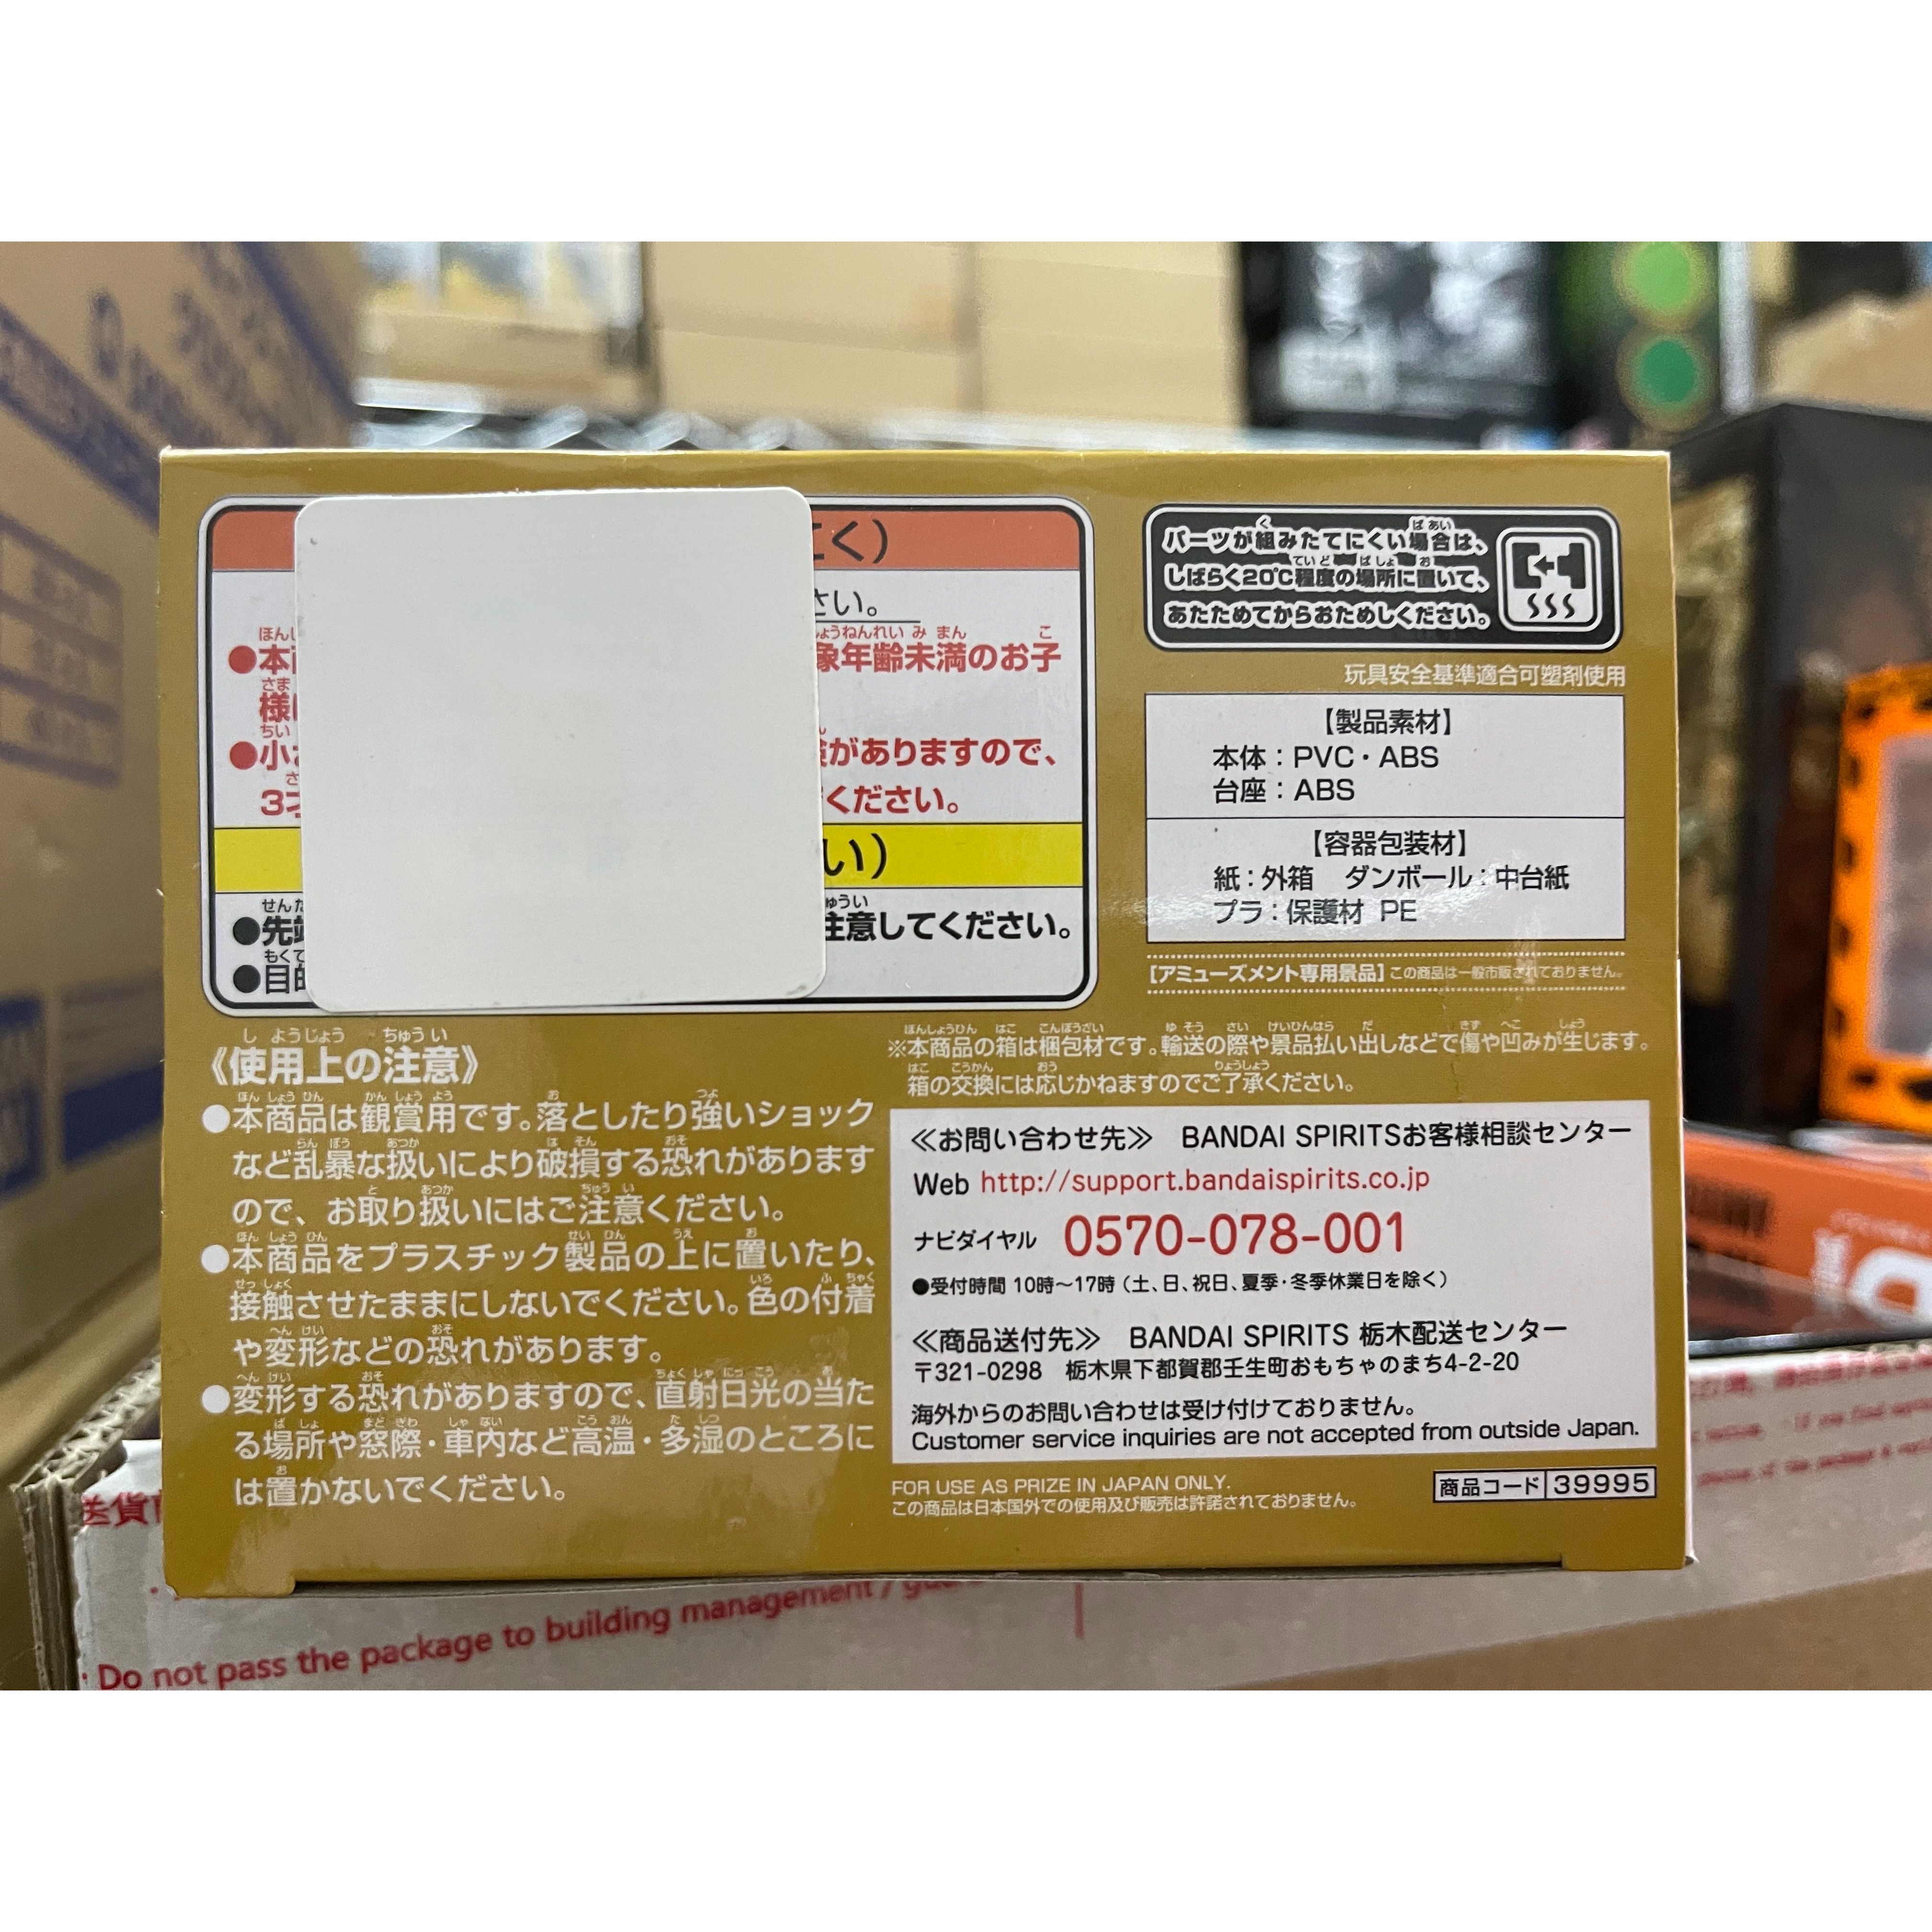 こく）
さい。
象年齢未満のお子
がありますので、
ください。
い）
注意してください。
パーツが組みたてにくい場合は、
しばらく20℃程度の場所に置いて、
あたためてからおためしください。
玩具安全基準適合可塑剤使用
【製品素材】
本体：PVC・ABS
台座：ABS
【容器包装材】
紙：外箱 ダンボール：中台紙
プラ：保護材 PE
【アミューズメント専用景品】この商品は一般市販されておりません。
※本商品の箱は梱包材です。輸送の際や景品払い出しなどで傷や凹みが生じます。
箱の交換には応じかねますのでご了承ください。
《使用上の注意》
●本商品は観賞用です。落としたり強いショック
など乱暴な扱いにより破損する恐れがあります
ので、お取り扱いにはご注意ください。
●本商品をプラスチック製品の上に置いたり、
接触させたままにしないでください。色の付着
や変形などの恐れがあります。
●変形する恐れがありますので、直射日光の当た
る場所や窓際・車内など高温・多湿のところに
は置かないでください。
≪お問い合わせ先≫ BANDAI SPIRITSお客様相談センター
Web http://support.bandaispirits.co.jp
ナビダイヤル 0570-078-001
●受付時間 10時～17時（土、日、祝日、夏季・冬季休業日を除く）
≪商品送付先≫ BANDAI SPIRITS 栃木配送センター
〒321-0298 栃木県下都賀郡壬生町おもちゃのまち4-2-20
海外からのお問い合わせは受け付けておりません。
Customer service inquiries are not accepted from outside Japan.
FOR USE AS PRIZE IN JAPAN ONLY.
この商品は日本国外での使用及び販売は許諾されておりません。
商品コード 39995
Do not pass the package to building management /